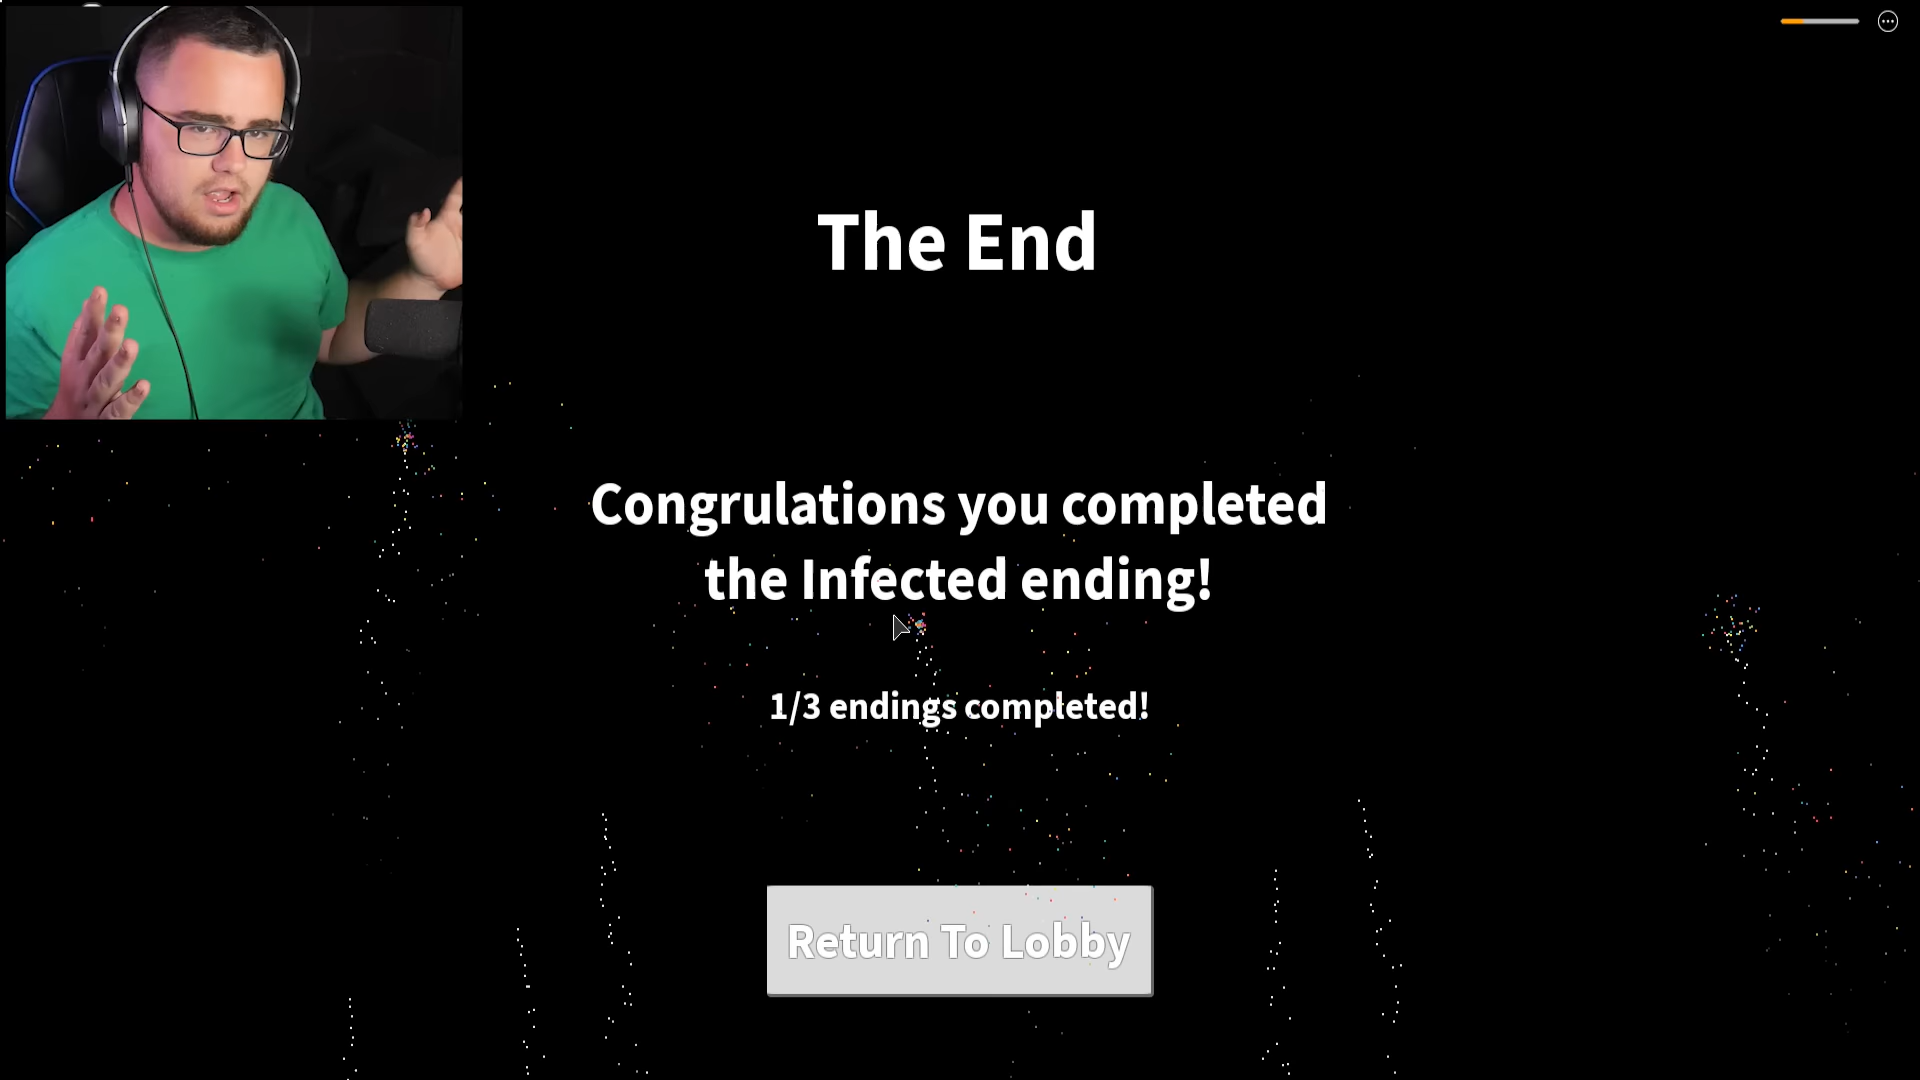 The End
Congrulations you completed
the Infected ending!
1/3 endings completed!
Return To Lobby